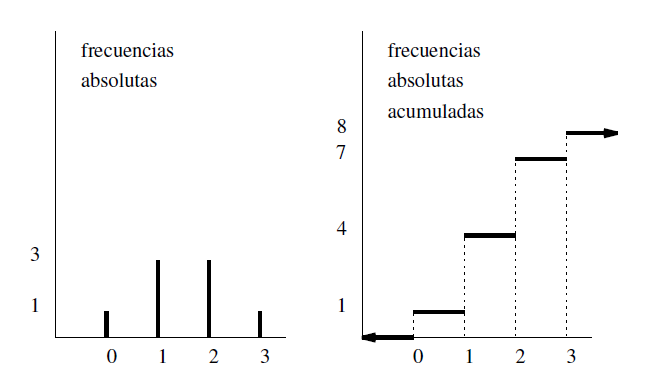 frecuencias
absolutas
3
1
0 1 2 3
frecuencias
absolutas
acumuladas
8
7
4
1
0 1 2 3